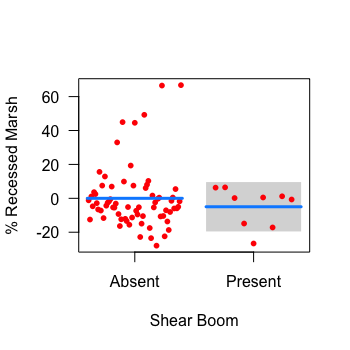 % Recessed Marsh
60
40
20
0
-20
Absent
Present
Shear Boom